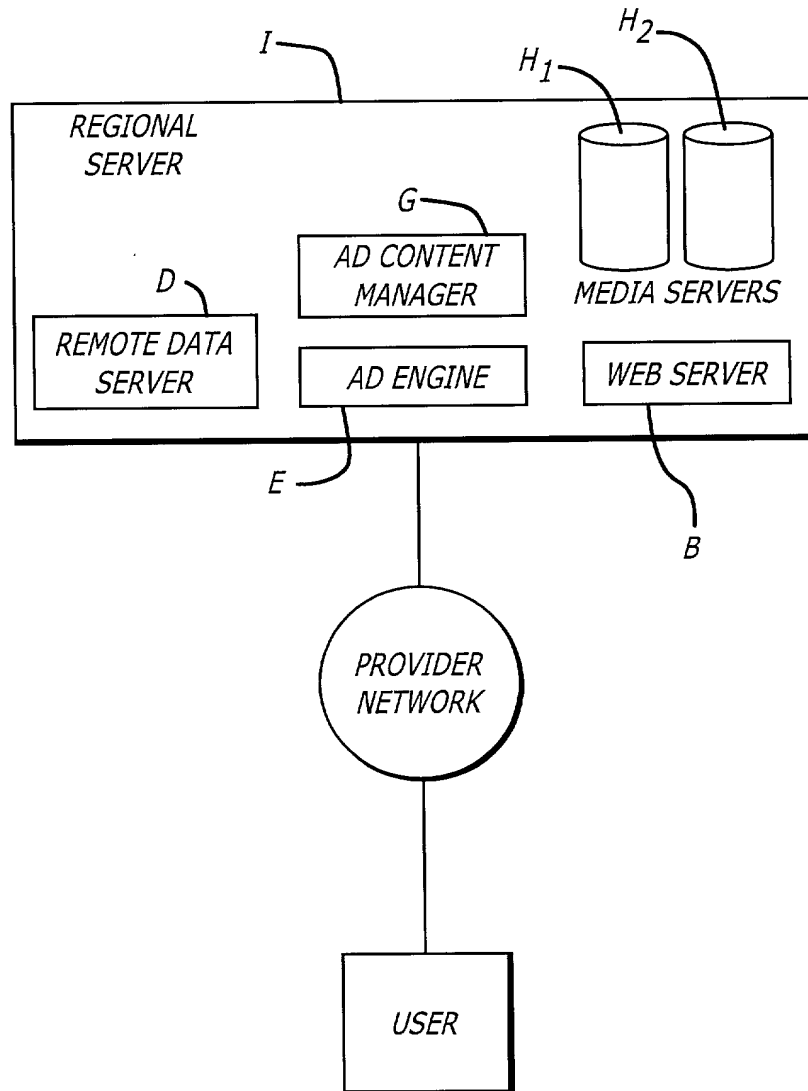 I
H1
H2
REGIONAL
SERVER
G
AD CONTENT
MANAGER
MEDIA SERVERS
D
REMOTE DATA
SERVER
AD ENGINE
WEB SERVER
E
B
PROVIDER
NETWORK
USER